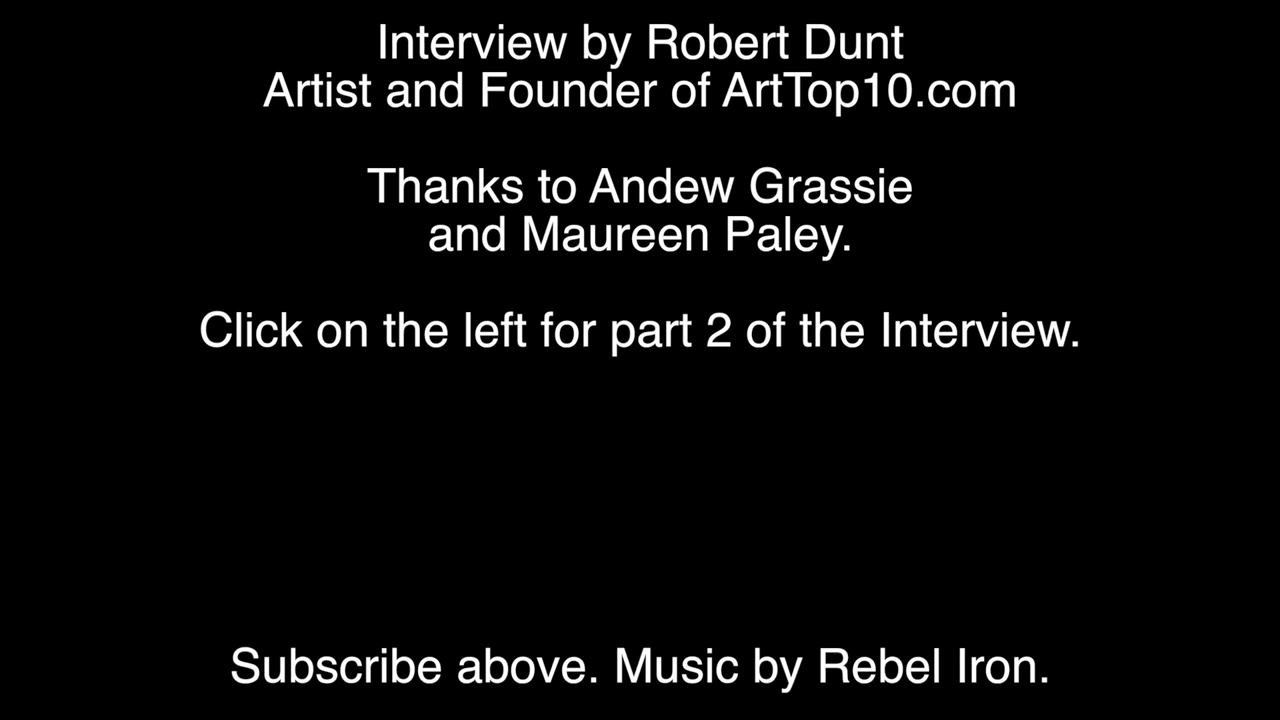 Interview by Robert Dunt
Artist and Founder of ArtTop10.com
Thanks to Andew Grassie
and Maureen Paley.
Click on the left for part 2 of the Interview.
Subscribe above. Music by Rebel Iron.